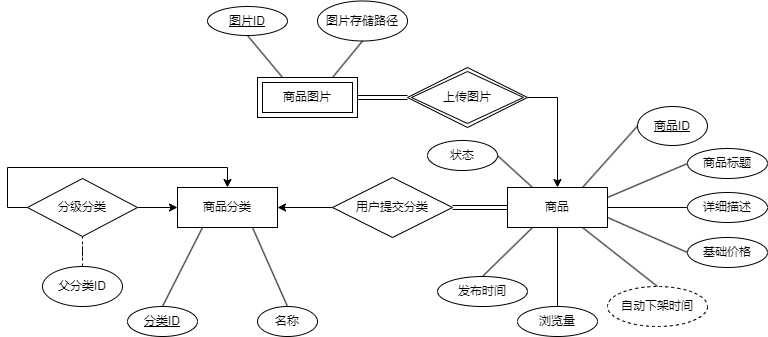 图片ID
图片存储路径
商品图片
上传图片
商品ID
状态
商品标题
分级分类
商品分类
用户提交分类
商品
详细描述
基础价格
父分类ID
发布时间
自动下架时间
分类ID
名称
浏览量